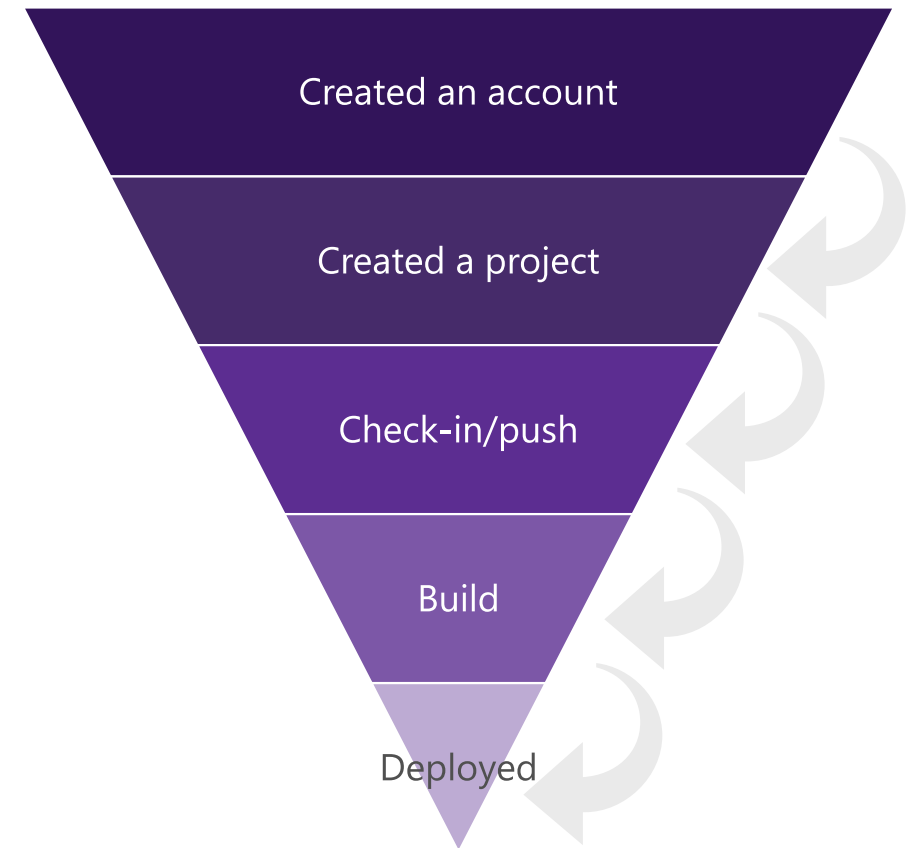 Created an account
Created a project
Check-in/push
Build
Deployed